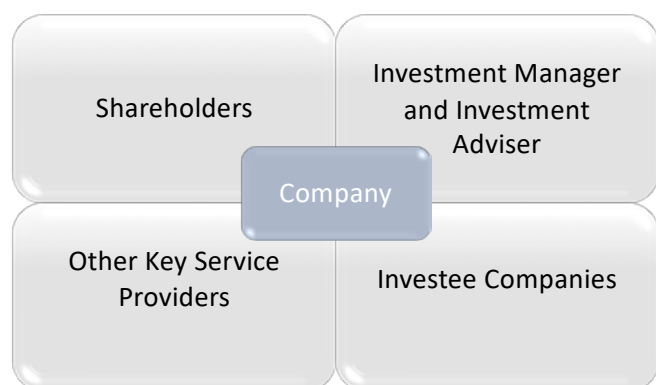 Shareholders
Investment Manager
and Investment
Adviser
Company
Other Key Service
Providers
Investee Companies